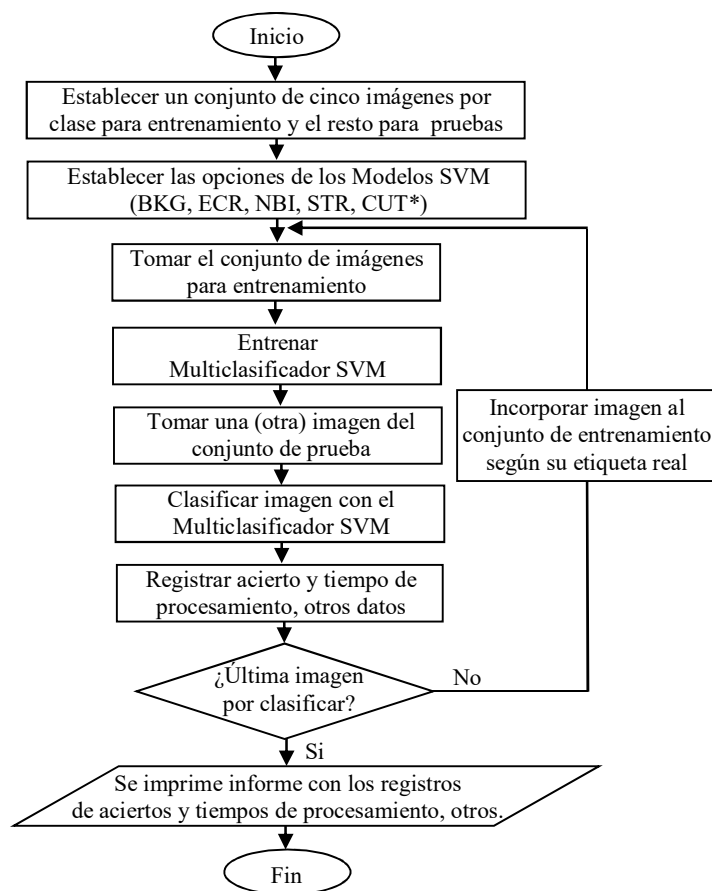 Inicio
Establecer un conjunto de cinco imágenes por
clase para entrenamiento y el resto para pruebas
Establecer las opciones de los Modelos SVM
(BKG, ECR, NBI, STR, CUT*)
Tomar el conjunto de imágenes
para entrenamiento
Entrenar
Multiclasificador SVM
Tomar una (otra) imagen del
conjunto de prueba
Clasificar imagen con el
Multiclasificador SVM
Registrar acierto y tiempo de
procesamiento, otros datos
¿Última imagen
por clasificar?
No
Incorporar imagen al
conjunto de entrenamiento
según su etiqueta real
Si
Se imprime informe con los registros
de aciertos y tiempos de procesamiento, otros.
Fin